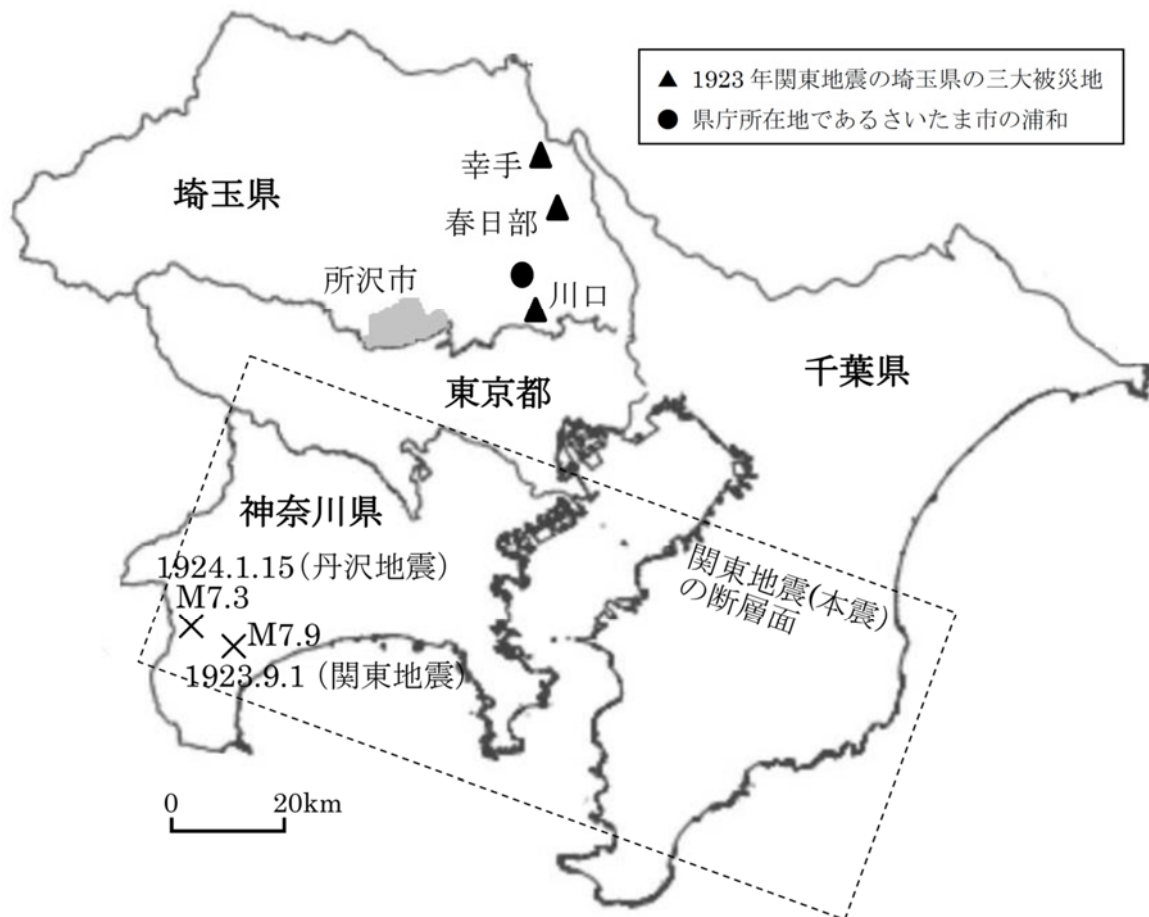 ▲ 1923年関東地震の埼玉県の三大被災地
● 県庁所在地であるさいたま市の浦和
幸手
埼玉県
春日部
所沢市
川口
千葉県
東京都
神奈川県
関東地震(本震)
の断層面
1924.1.15(丹沢地震)
M7.3
M7.9
1923.9.1(関東地震)
0 20km